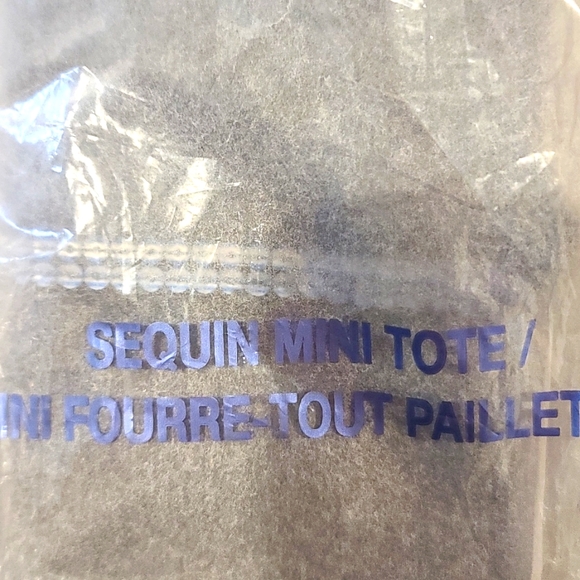 SEQUIN MINI TOTE /
INI FOURRE-TOUT PAILLET